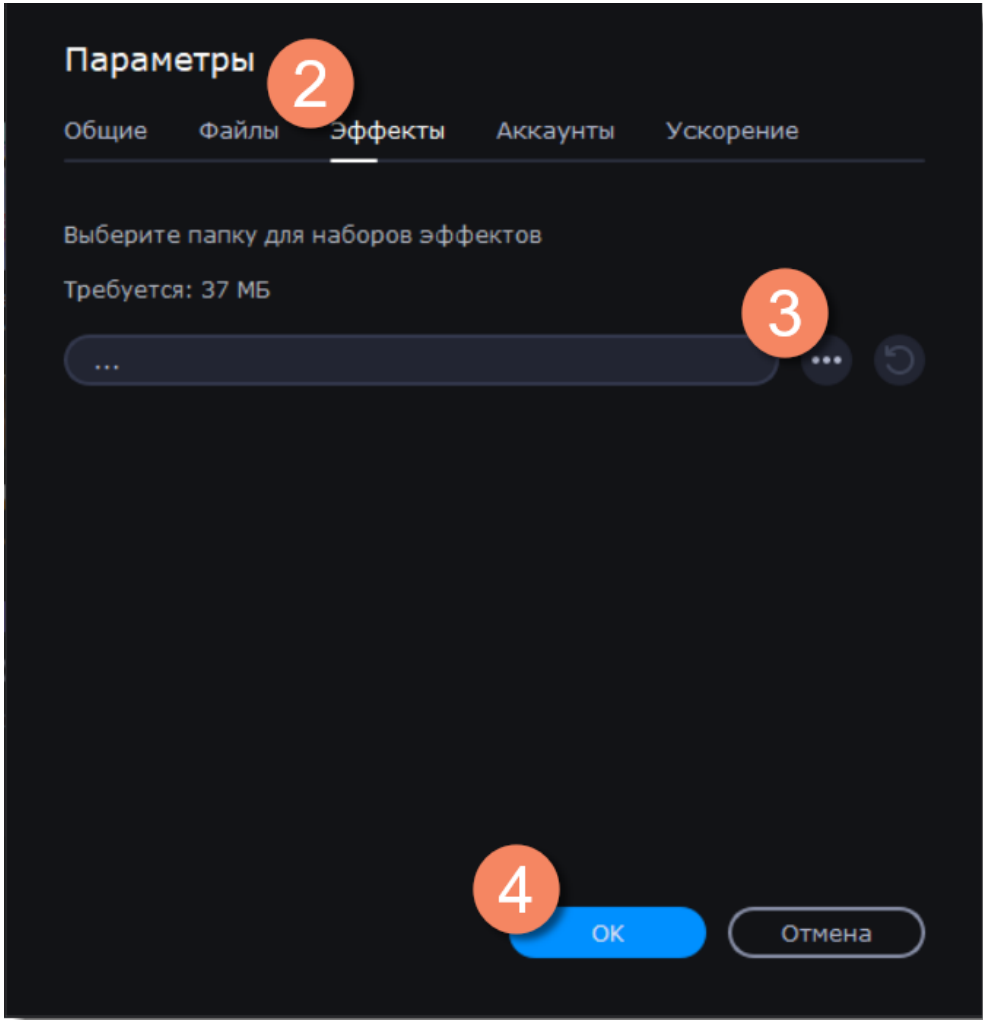 Параметры
2
Общие Файлы Эффекты Аккаунты Ускорение
Выберите папку для наборов эффектов
Требуется: 37 МБ
3
...
4
OK Отмена